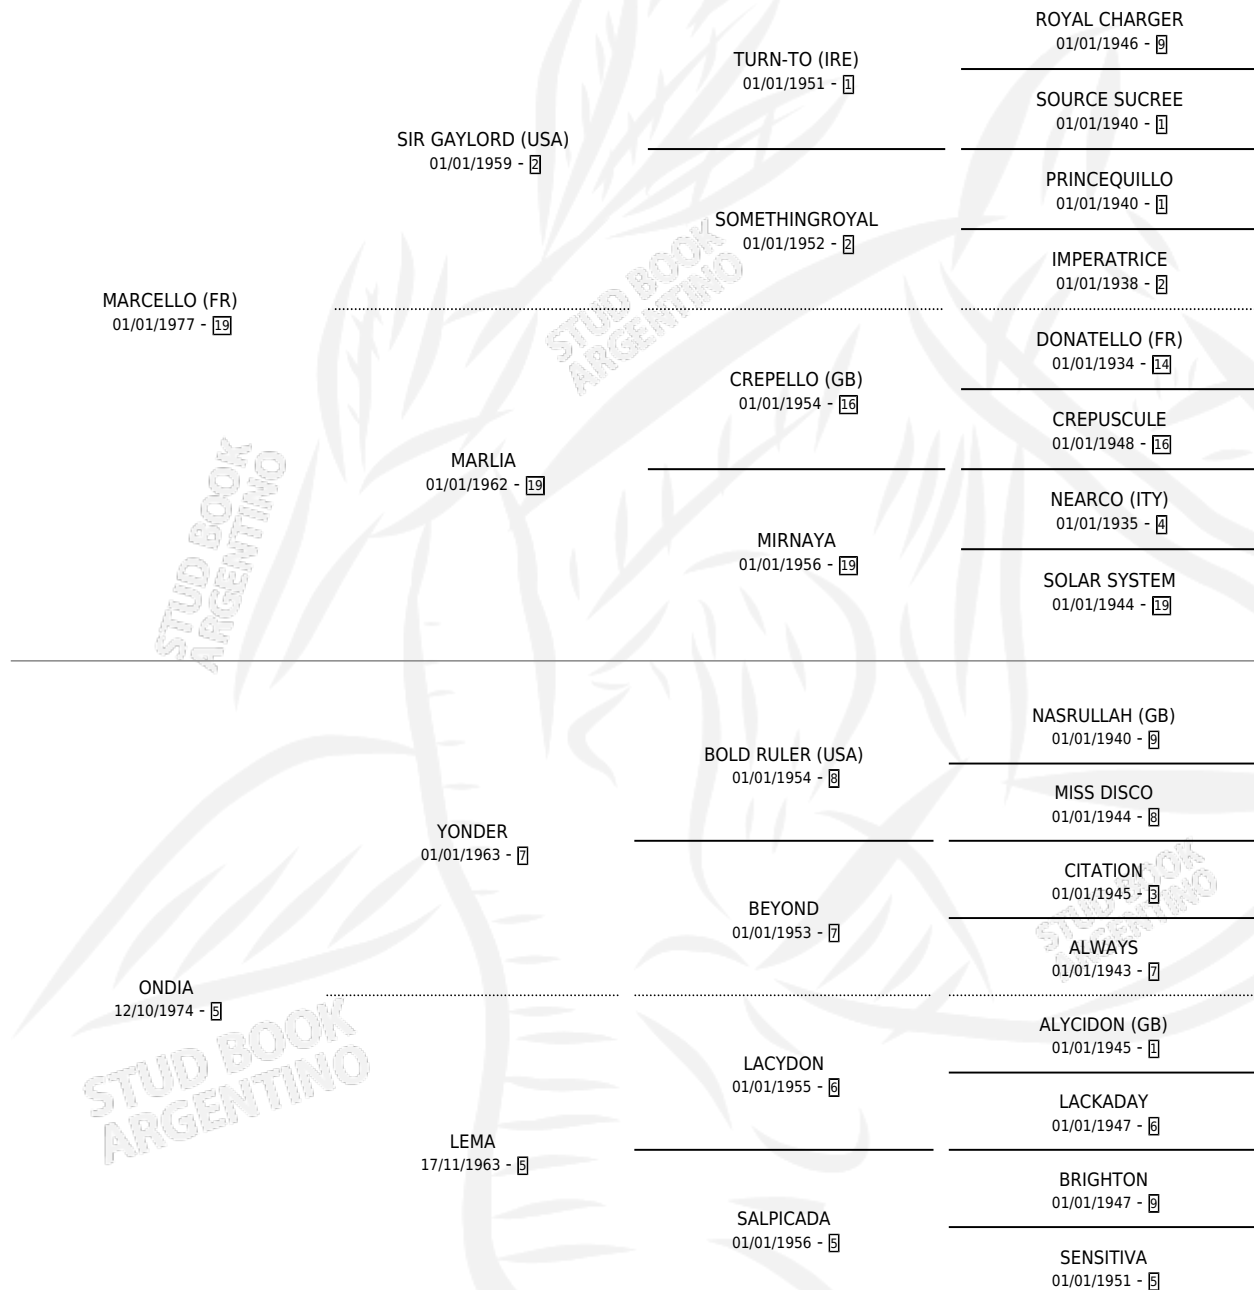 ROYAL CHARGER
01/01/1946 - 9
TURN-TO (IRE)
01/01/1951 - 1
SOURCE SUCREE
01/01/1940 - 1
SIR GAYLORD (USA)
01/01/1959 - 2
PRINCEQUILLO
01/01/1940 - 1
SOMETHINGROYAL
01/01/1952 - 2
IMPERATRICE
01/01/1938 - 2
MARCELLO (FR)
01/01/1977 - 19
STUD BOOK
ARGENTINO
DONATELLO (FR)
01/01/1934 - 14
CREPELLO (GB)
01/01/1954 - 16
CREPUSCULE
01/01/1948 - 16
MARLIA
01/01/1962 - 19
NEARCO (ITY)
01/01/1935 - 4
MIRNAYA
01/01/1956 - 19
SOLAR SYSTEM
01/01/1944 - 19
STUD BOOK
ARGENTINO
NASRULLAH (GB)
01/01/1940 - 9
BOLD RULER (USA)
01/01/1954 - 8
MISS DISCO
01/01/1944 - 8
YONDER
01/01/1963 - 7
CITATION
01/01/1945 - 3
BEYOND
01/01/1953 - 7
STUD BOOK
ARGENTINO
ALWAYS
01/01/1943 - 7
ONDIA
12/10/1974 - 5
STUD BOOK
ARGENTINO
ALYCIDON (GB)
01/01/1945 - 1
LACYDON
01/01/1955 - 6
LACKADAY
01/01/1947 - 6
LEMA
17/11/1963 - 5
BRIGHTON
01/01/1947 - 9
SALPICADA
01/01/1956 - 5
SENSITIVA
01/01/1951 - 5